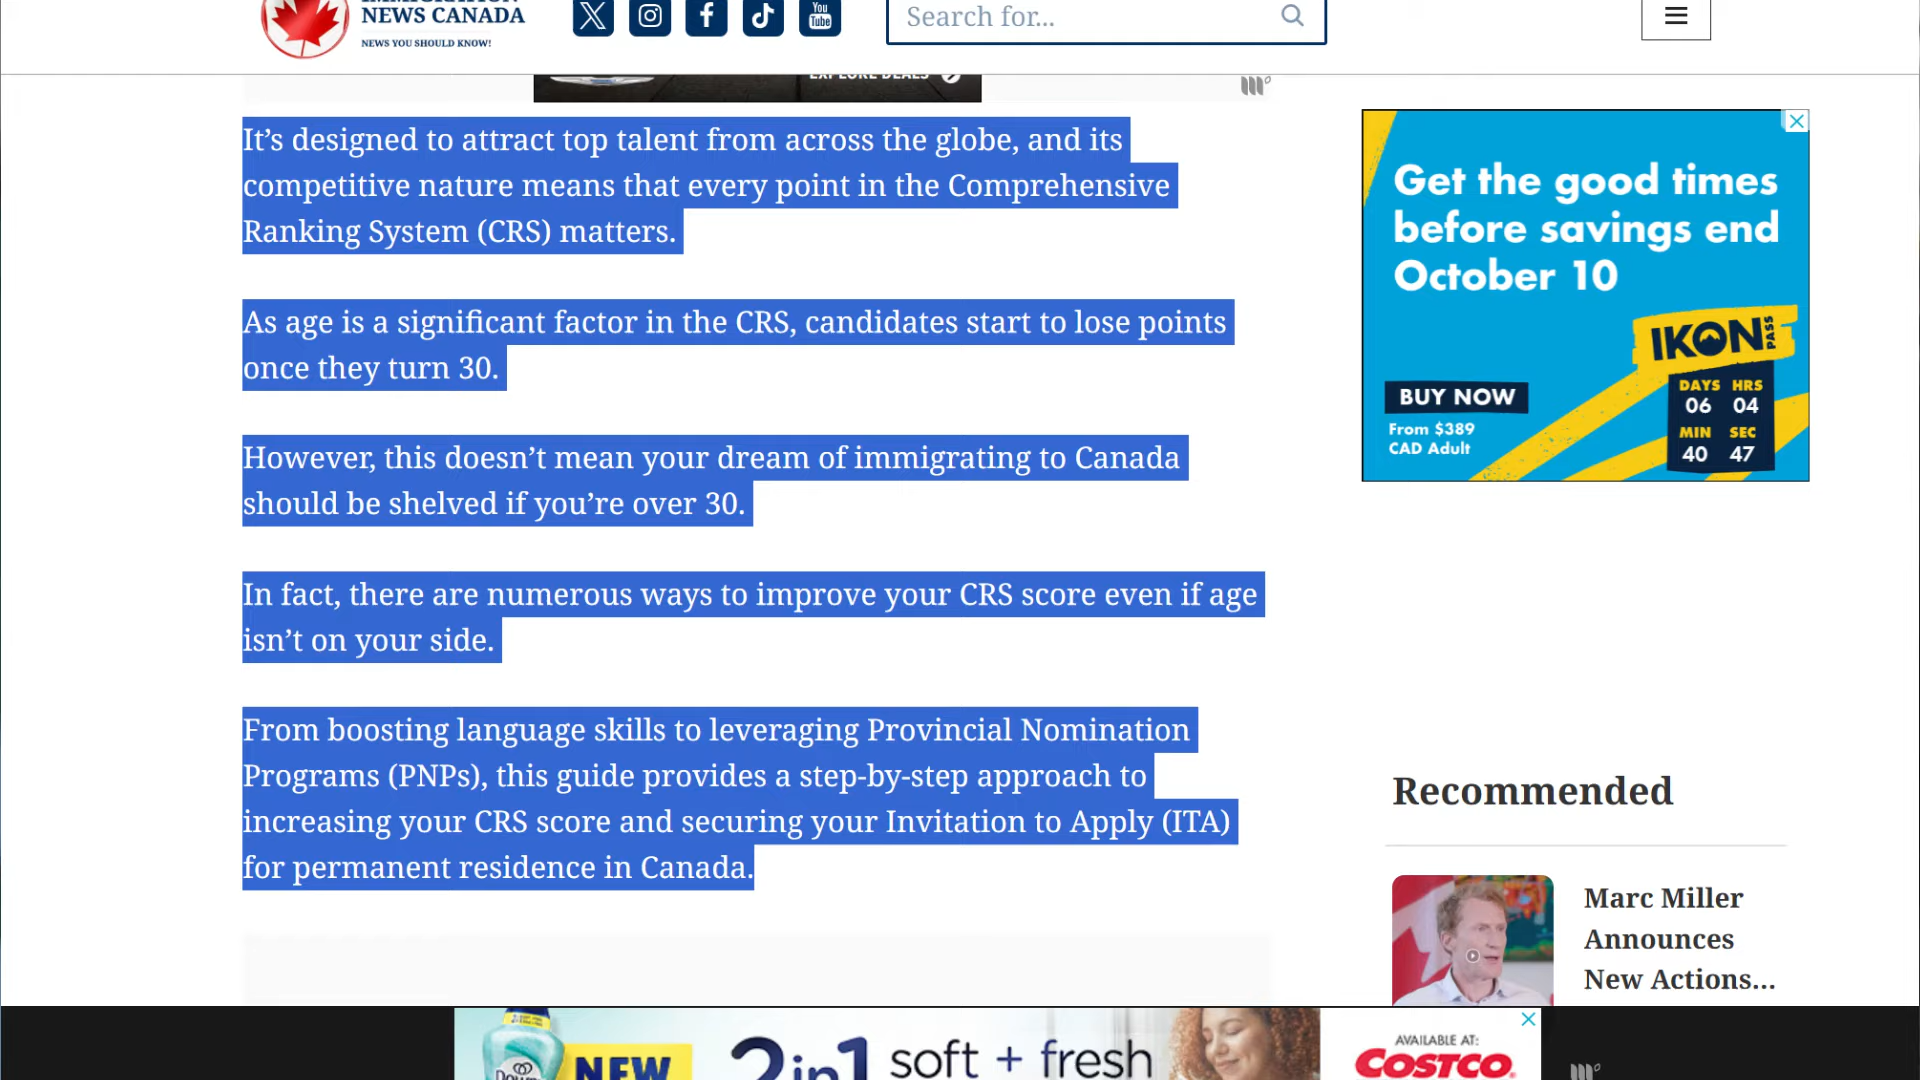 NEWS CANADA
NEWS YOU SHOULD KNOW!
You
Tube
Search for...
EXPLORE DEALS
It’s designed to attract top talent from across the globe, and its
competitive nature means that every point in the Comprehensive
Ranking System (CRS) matters.
As age is a significant factor in the CRS, candidates start to lose points
once they turn 30.
However, this doesn’t mean your dream of immigrating to Canada
should be shelved if you’re over 30.
In fact, there are numerous ways to improve your CRS score even if age
isn’t on your side.
From boosting language skills to leveraging Provincial Nomination
Programs (PNPs), this guide provides a step-by-step approach to
increasing your CRS score and securing your Invitation to Apply (ITA)
for permanent residence in Canada.
Get the good times
before savings end
October 10
IKON
PASS
BUY NOW
From $389
CAD Adult
DAYS HRS
06 04
MIN SEC
40 47
Recommended
Marc Miller
Announces
New Actions...
Downy
NEW
2in1 soft + fresh
AVAILABLE AT:
COSTCO